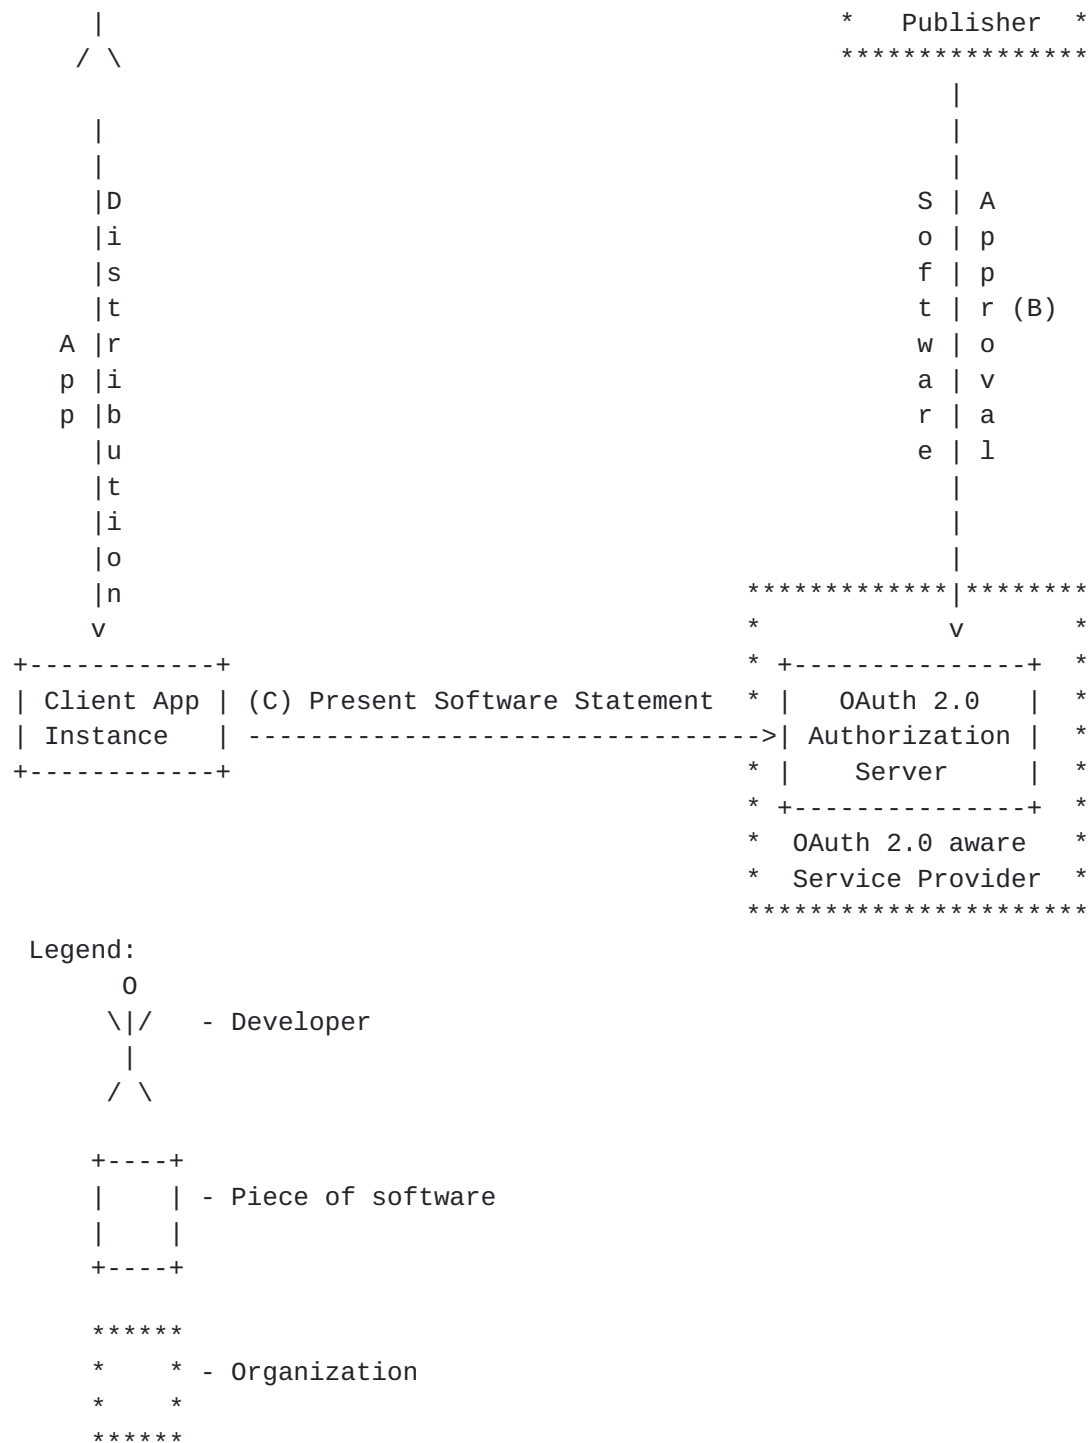 |                                               *   Publisher  *
     / \                                              ****************
                                                             |
      |                                                      |
      |                                                      |
      |D                                                   S | A
      |i                                                   o | p
      |s                                                   f | p
      |t                                                   t | r (B)
    A |r                                                   w | o
    p |i                                                   a | v
    p |b                                                   r | a
      |u                                                   e | l
      |t                                                     |
      |i                                                     |
      |o                                                     |
      |n                                        *************|********
      v                                         *            v       *
 +------------+                                 * +---------------+  *
 | Client App | (C) Present Software Statement  * |   OAuth 2.0   |  *
 | Instance   | --------------------------------->| Authorization |  *
 +------------+                                 * |    Server     |  *
                                                * +---------------+  *
                                                *  OAuth 2.0 aware   *
                                                *  Service Provider  *
                                                **********************
  Legend:
        O
       \|/   - Developer
        |
       / \

      +----+
      |    | - Piece of software
      |    |
      +----+

      ******
      *    * - Organization
      *    *
      ******